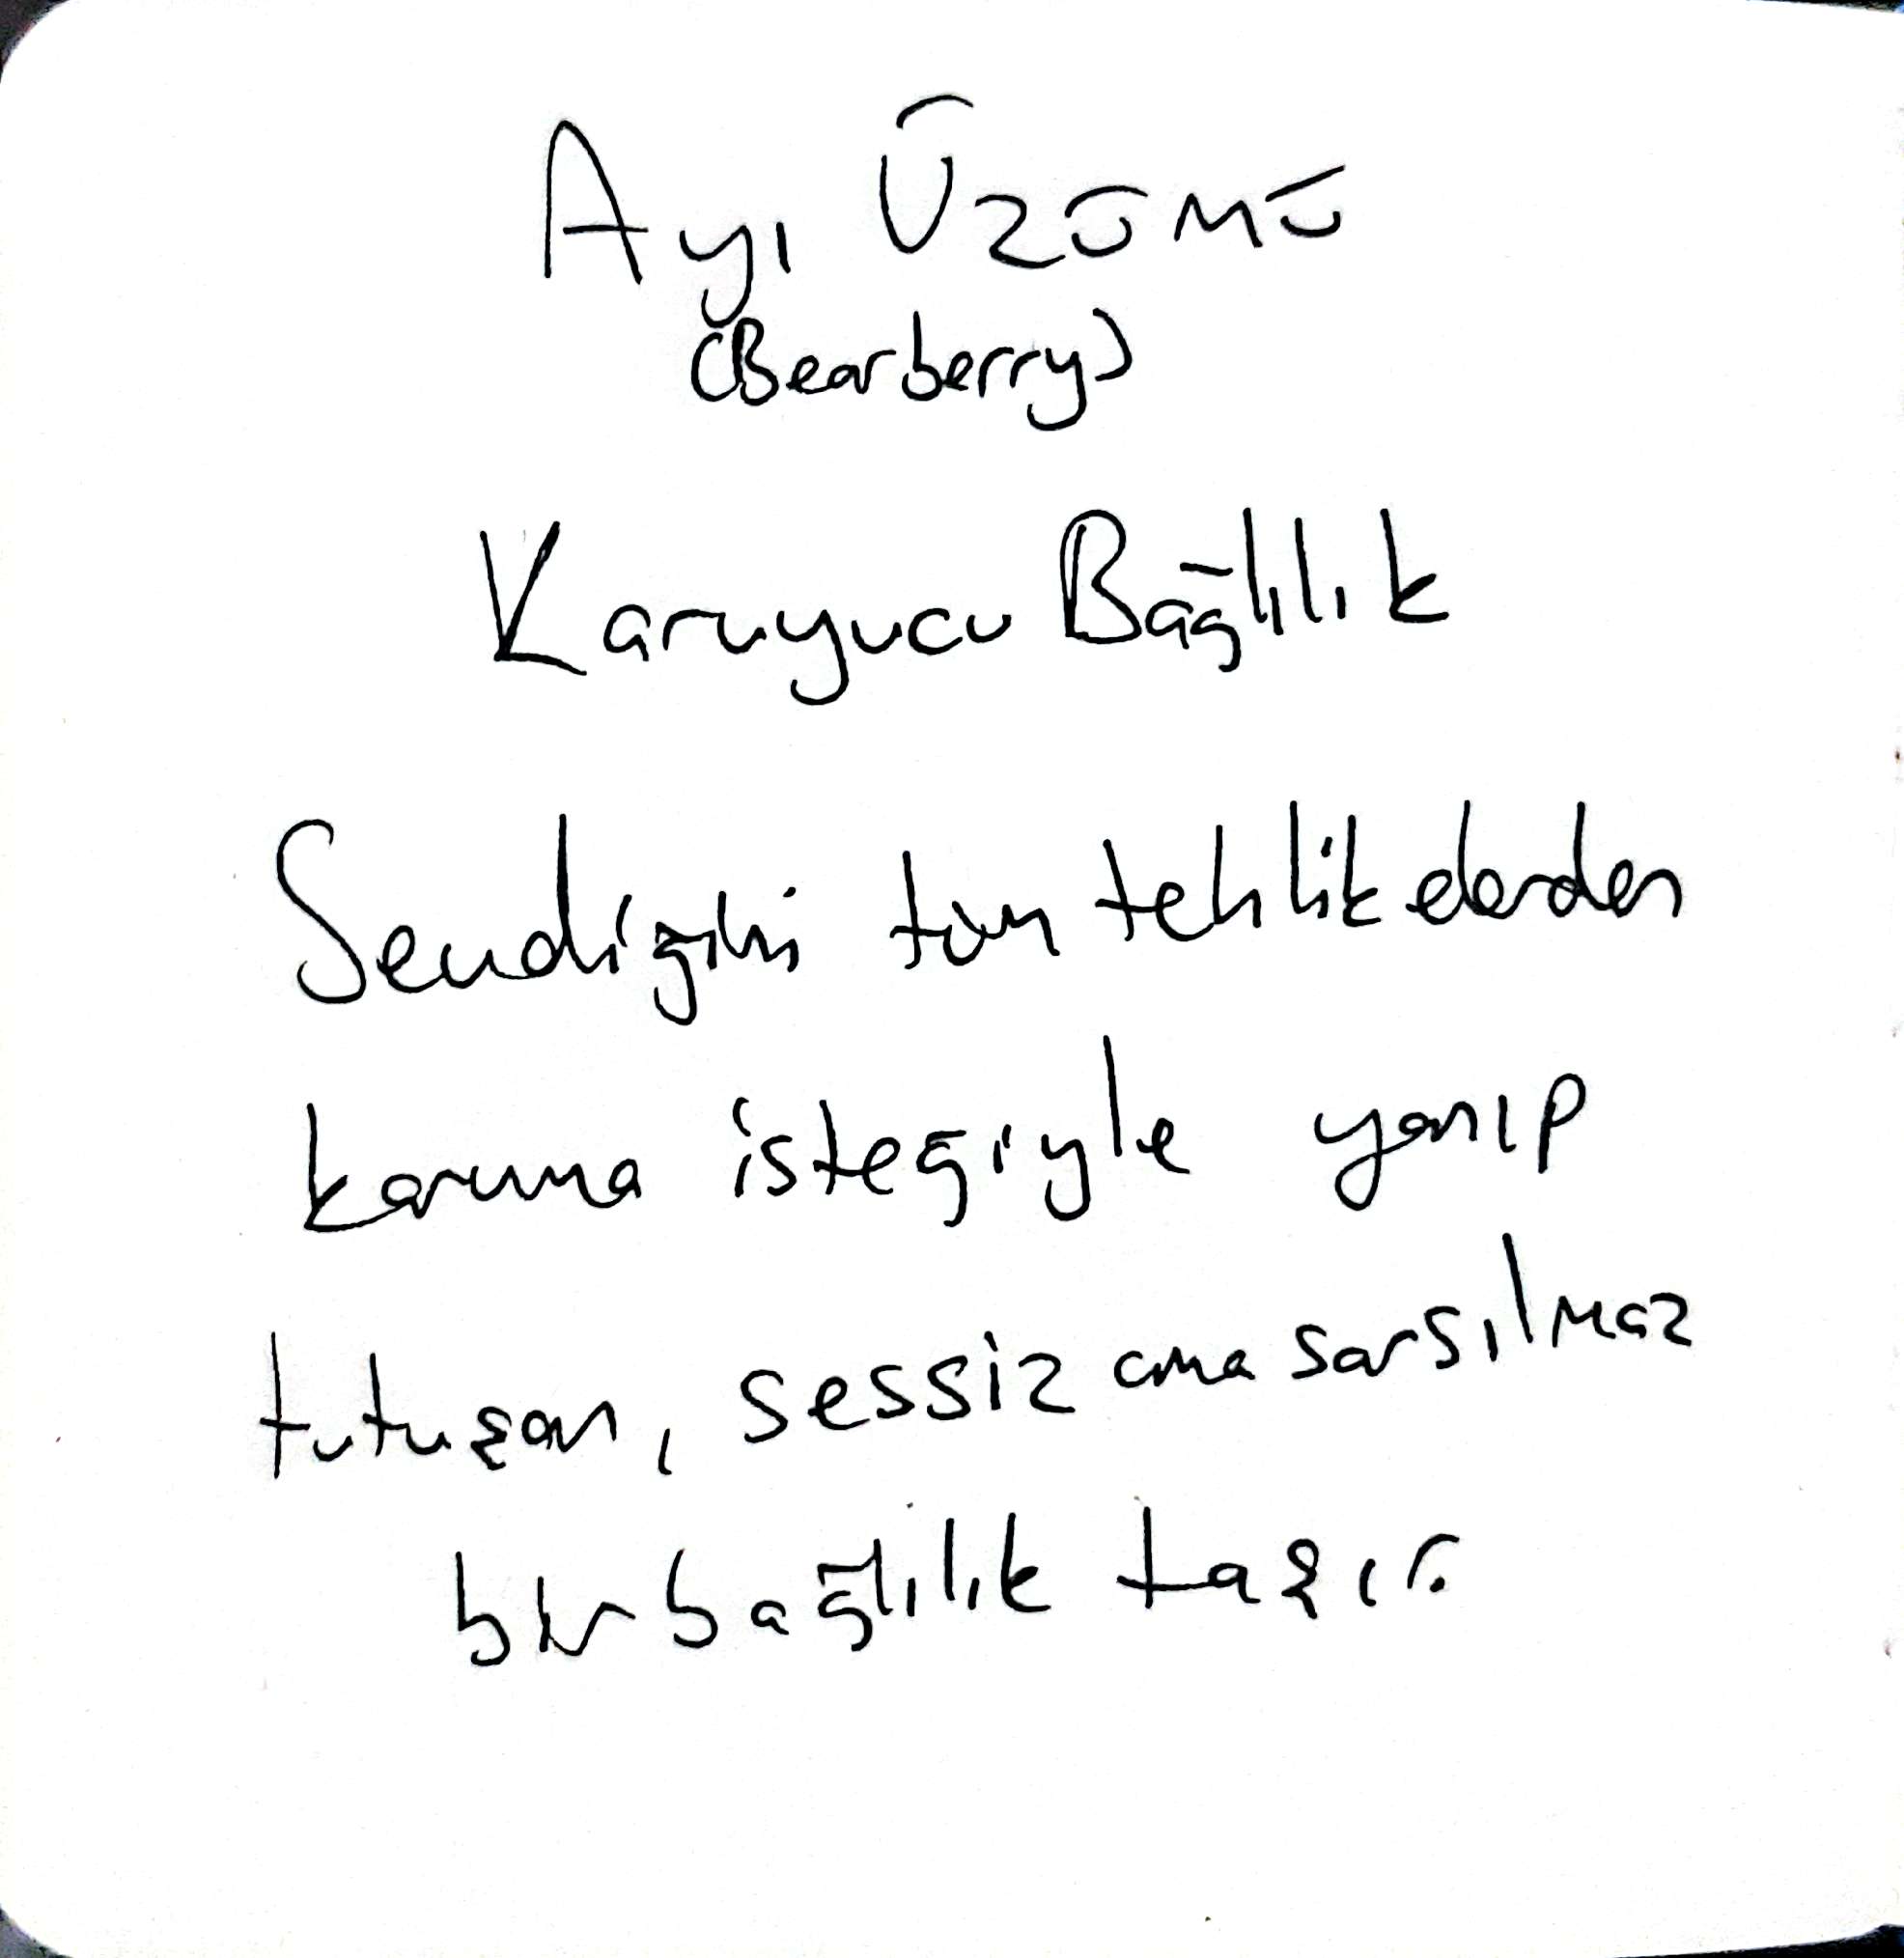 Ayı Üzümü
(Bearberry)
Koruyucu Bağlılık
Sevdiğini tüm tehlikelerden
koruma isteğiyle yanıp
tutuşan, sessiz ama sarsılmaz
bir bağlılık taşır.